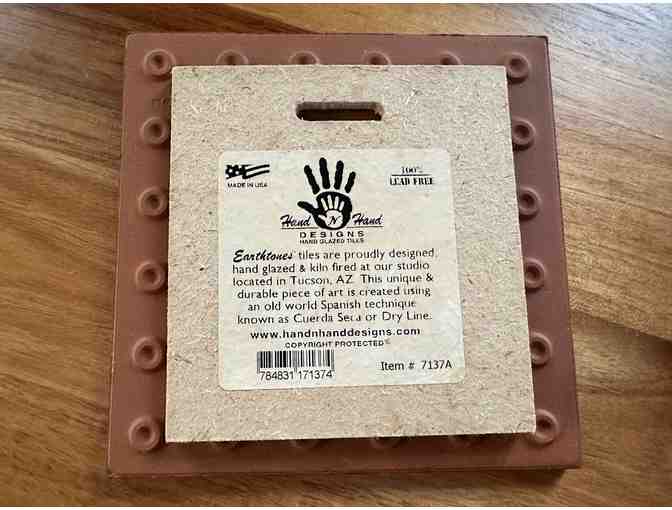 MADE IN USA
100%
LEAD FREE
Hand N Hand
DESIGNS
HAND GLAZED TILES
Earthtones® tiles are proudly designed,
hand glazed & kiln fired at our studio
located in Tucson, AZ. This unique &
durable piece of art is created using
an old world Spanish technique
known as Cuerda Seca or Dry Line.
www.handnhanddesigns.com
COPYRIGHT PROTECTED©
784831 171374
Item # 7137A